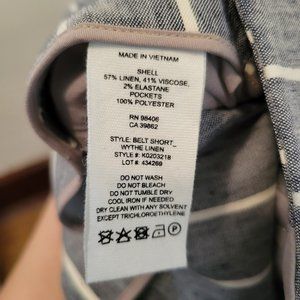 MADE IN VIETNAM
SHELL
57% LINEN, 41% VISCOSE,
2% ELASTANE
POCKETS
100% POLYESTER
RN 98406
CA 39862
STYLE: BELT SHORT_
WYTHE LINEN
STYLE #: K0203218
LOT #: 434260
DO NOT WASH
DO NOT BLEACH
DO NOT TUMBLE DRY
COOL IRON IF NEEDED
DRY CLEAN WITH ANY SOLVENT
EXCEPT TRICHLOROETHYLENE
P